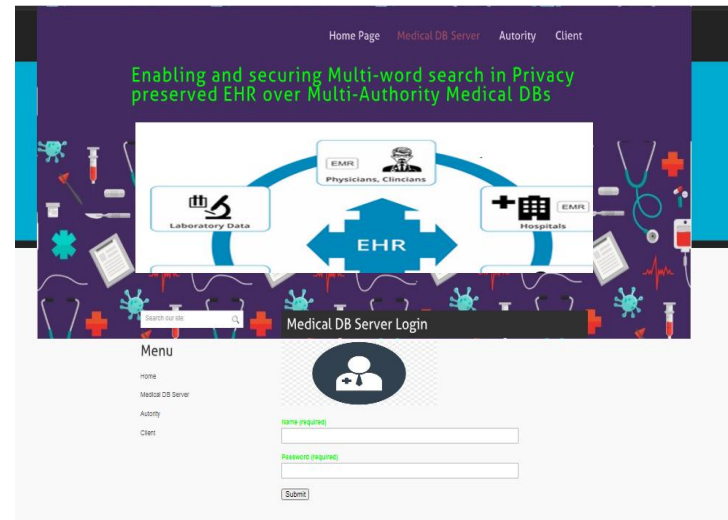 Home Page Medical DB Server Autority Client
Enabling and securing Multi-word search in Privacy
preserved EHR over Multi-Authority Medical DBs
EMR
Physicians, Clincians
Laboratory Data
EMR
Hospitals
EHR
Search our site:
Medical DB Server Login
Menu
Home
Medical DB Server
Autority
Client
Name (required)
Password (required)
Submit